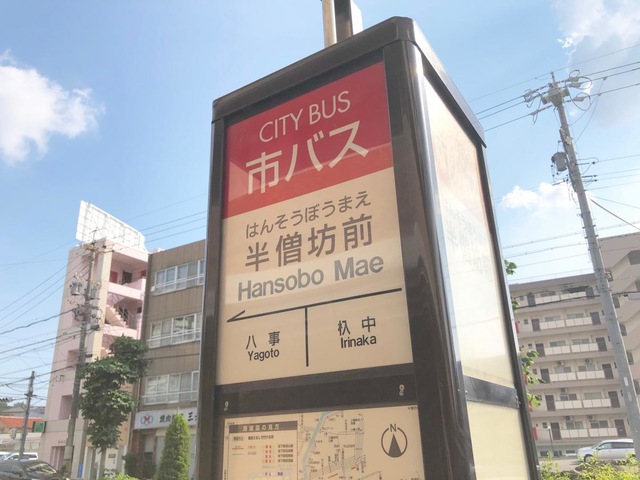 CITY BUS
市バス
はんそうぼうまえ
半僧坊前
Hansobo Mae
八事
Yagoto
杁中
Irinaka
N